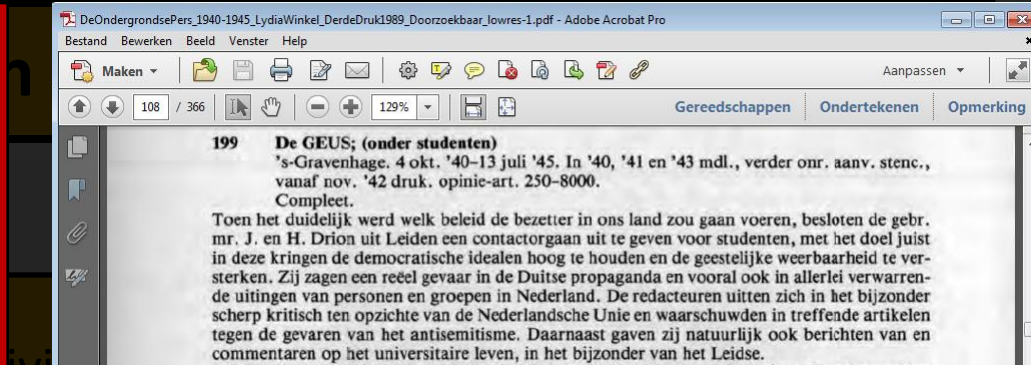 DeOndergrondsePers_1940-1945_LydiaWinkel_DerdeDruk1989_Doorzoekbaar_lowres-1.pdf - Adobe Acrobat Pro
Bestand Bewerken Beeld Venster Help
Maken Aanpassen
108 / 366 129% Gereedschappen Ondertekenen Opmerking
199 De GEUS; (onder studenten)
's-Gravenhage. 4 okt. '40–13 juli '45. In '40, '41 en '43 mdl., verder onr. aanv. stenc.,
vanaf nov. '42 druk. opinie-art. 250–8000.
Compleet.
Toen het duidelijk werd welk beleid de bezetter in ons land zou gaan voeren, besloten de gebr.
mr. J. en H. Drion uit Leiden een contactorgaan uit te geven voor studenten, met het doel juist
in deze kringen de democratische idealen hoog te houden en de geestelijke weerbaarheid te ver-
sterken. Zij zagen een reëel gevaar in de Duitse propaganda en vooral ook in allerlei verwarren-
de uitingen van personen en groepen in Nederland. De redacteuren uitten zich in het bijzonder
scherp kritisch ten opzichte van de Nederlandsche Unie en waarschuwden in treffende artikelen
tegen de gevaren van het antisemitisme. Daarnaast gaven zij natuurlijk ook berichten van en
commentaren op het universitaire leven, in het bijzonder van het Leidse.